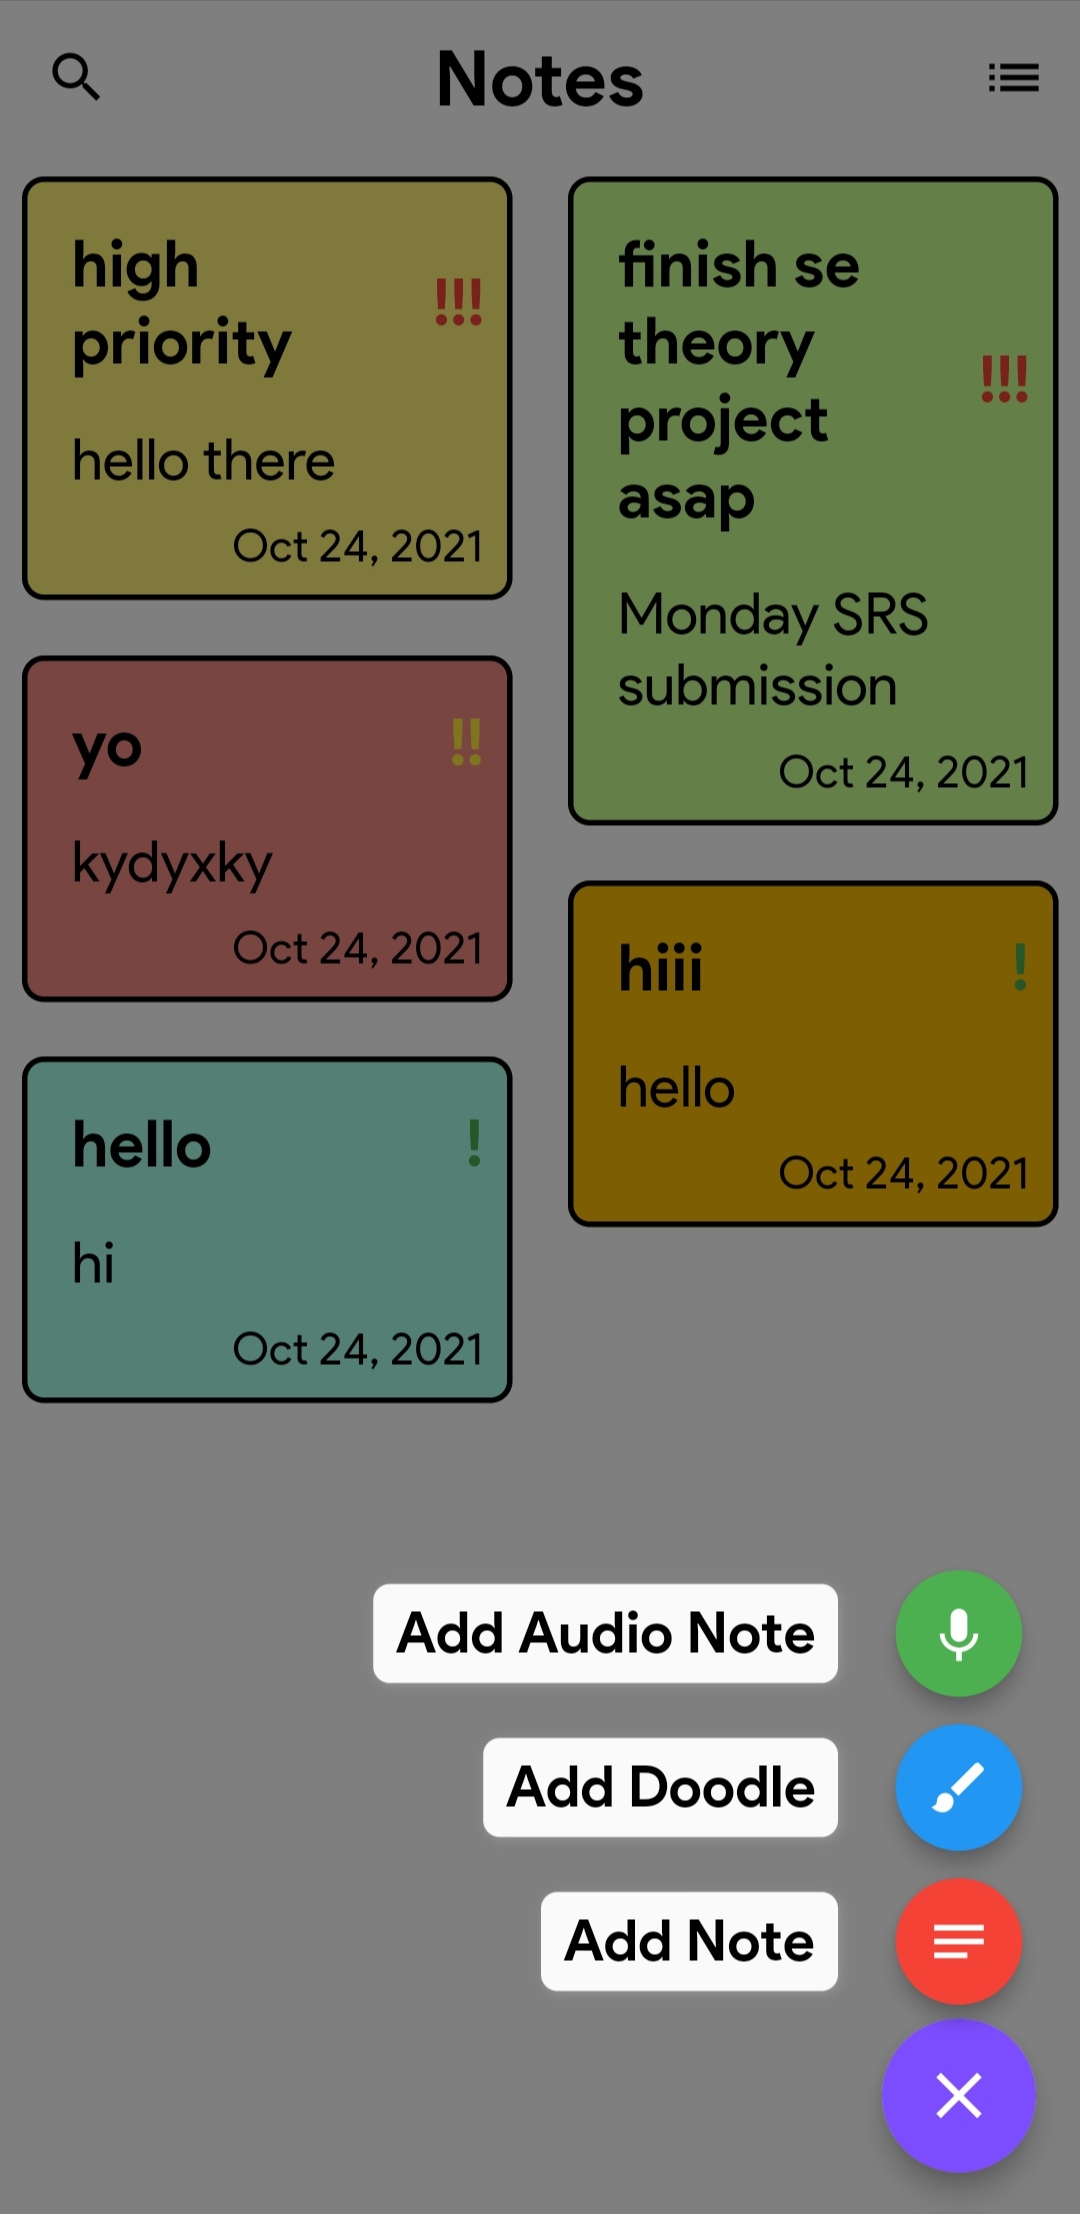 Notes
high
priority
!!!
hello there
Oct 24, 2021
finish se
theory
project
asap
!!!
Monday SRS
submission
Oct 24, 2021
yo
!!
kydyxky
Oct 24, 2021
hiii
!
hello
Oct 24, 2021
hello
!
hi
Oct 24, 2021
Add Audio Note
Add Doodle
Add Note